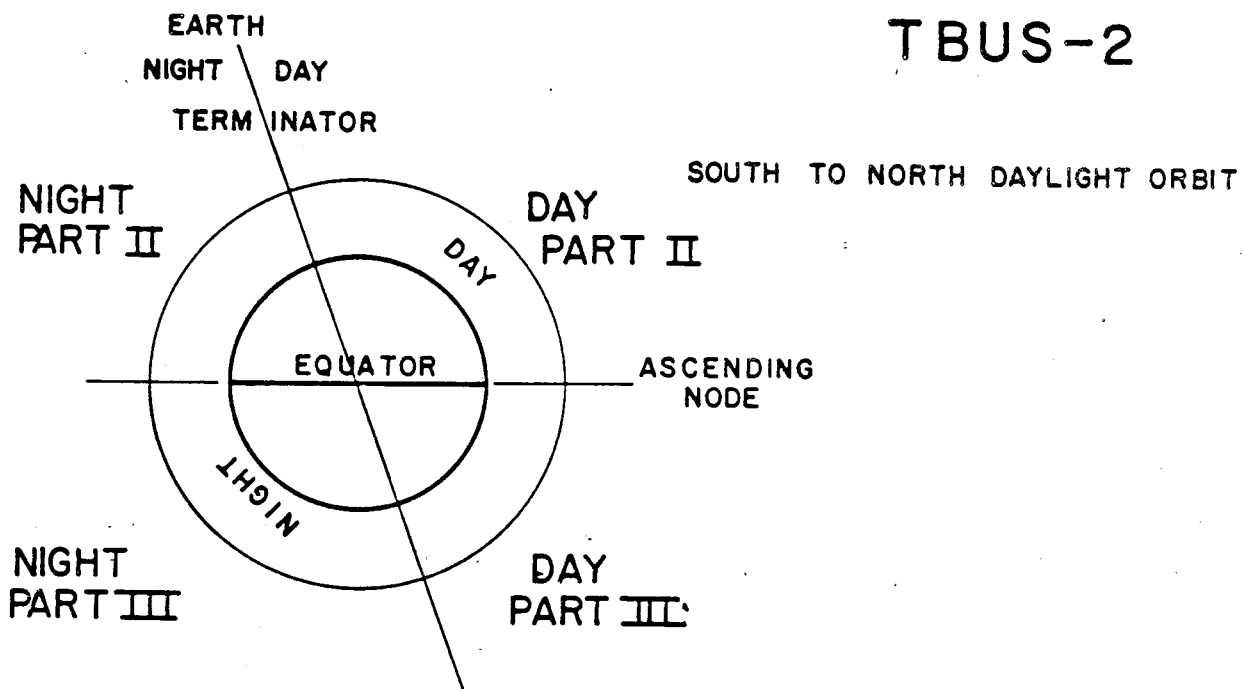 TBUS-2
EARTH
NIGHT DAY
TERMINATOR
SOUTH TO NORTH DAYLIGHT ORBIT
NIGHT
PART II
DAY
PART II
DAY
EQUATOR
ASCENDING
NODE
NIGHT
NIGHT
PART III
DAY
PART III